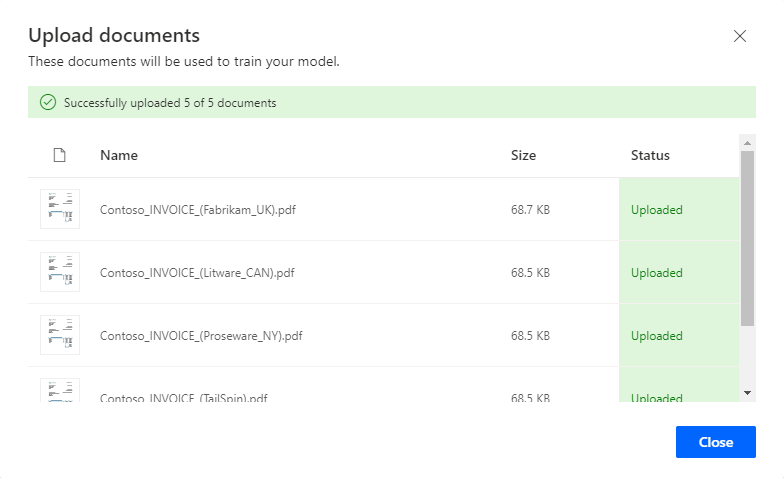 Upload documents
These documents will be used to train your model.
Successfully uploaded 5 of 5 documents
Name Size Status
Contoso_INVOICE_(Fabrikam_UK).pdf 68.7 KB Uploaded
Contoso_INVOICE_(Litware_CAN).pdf 68.5 KB Uploaded
Contoso_INVOICE_(Proseware_NY).pdf 68.5 KB Uploaded
Contoso_INVOICE_(TailSpin).pdf 68.5 KB Uploaded
Close